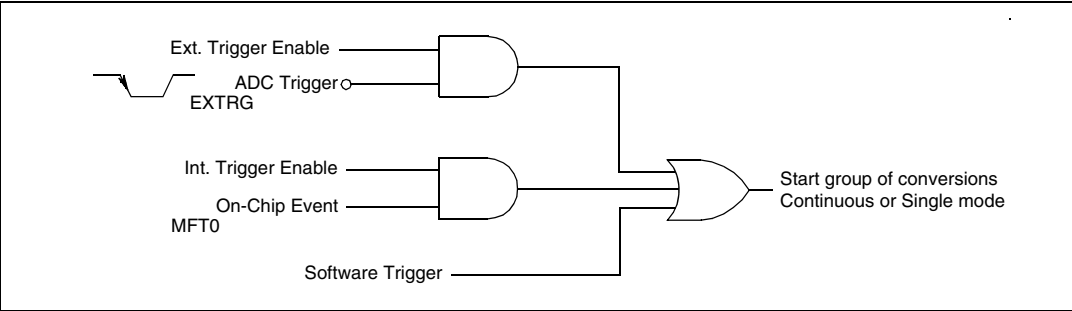 Ext. Trigger Enable
ADC Trigger
EXTRG
Int. Trigger Enable
On-Chip Event
MFT0
Software Trigger
Start group of conversions
Continuous or Single mode